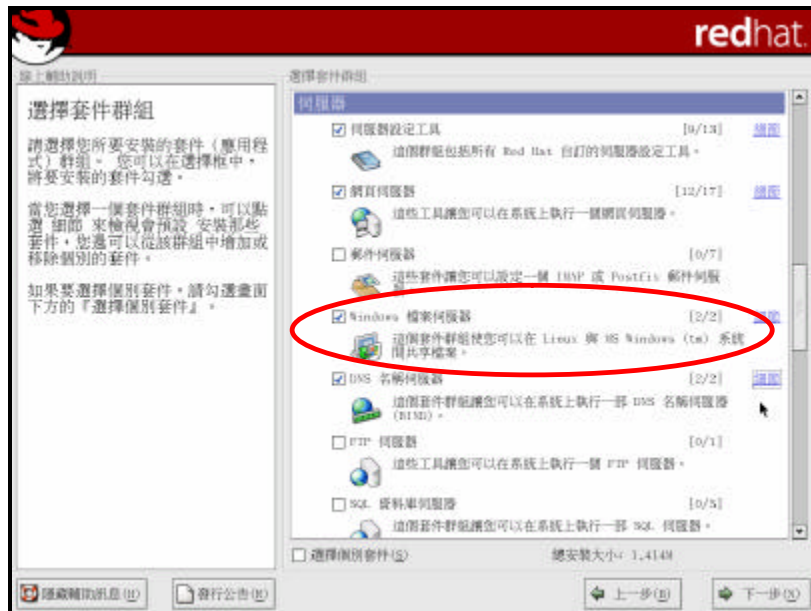 redhat.
線上輔助說明
選擇套件群組
請選擇您所要安裝的套件（應用程
式）群組。 您可以在選擇框中，
將要安裝的套件勾選。
當您選擇一個套件群組時，可以點
選 細節 來檢視會預設 安裝那些
套件，您還可以從該群組中增加或
移除個別的套件。
如果要選擇個別套件，請勾選畫面
下方的『選擇個別套件』。
選擇套件群組
伺服器
伺服器設定工具 [9/13] 細節
這個群組包括所有 Red Hat 自訂的伺服器設定工具。
網頁伺服器 [12/17] 細節
這些工具讓您可以在系統上執行一個網頁伺服器。
郵件伺服器 [0/7]
這些套件讓您可以設定一個 IMAP 或 Postfix 郵件伺服
器。
Windows 檔案伺服器 [2/2] 細節
這個套件群組使您可以在 Linux 與 MS Windows (tm) 系統
間共享檔案。
DNS 名稱伺服器 [2/2] 細節
這個套件群組讓您可以在系統上執行一部 DNS 名稱伺服器
(BIND)。
FTP 伺服器 [0/1]
這些工具讓您可以在系統上執行一個 FTP 伺服器。
SQL 資料庫伺服器 [0/5]
這個套件群組讓您可以在系統上執行一部 SQL 伺服器。
選擇個別套件(S) 總安裝大小: 1,414M
隱藏輔助訊息(H) 發行公告(R) 上一步(B) 下一步(N)